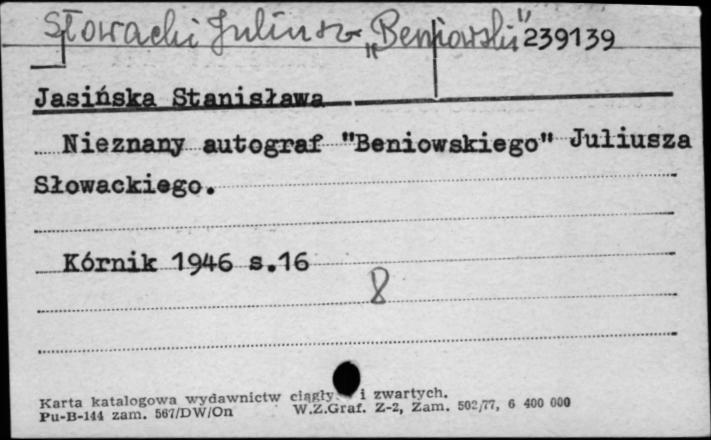 Słowacki Juliusz „Beniowski" 239139
Jasińska Stanisława
Nieznany autograf "Beniowskiego" Juliusza
Słowackiego.
Kórnik 1946 s.16
8
Karta katalogowa wydawnictw ciągły i zwartych.
Pu-B-144 zam. 567/DW/On W.Z.Graf. Z-2, Zam. 502/77, 6 400 000